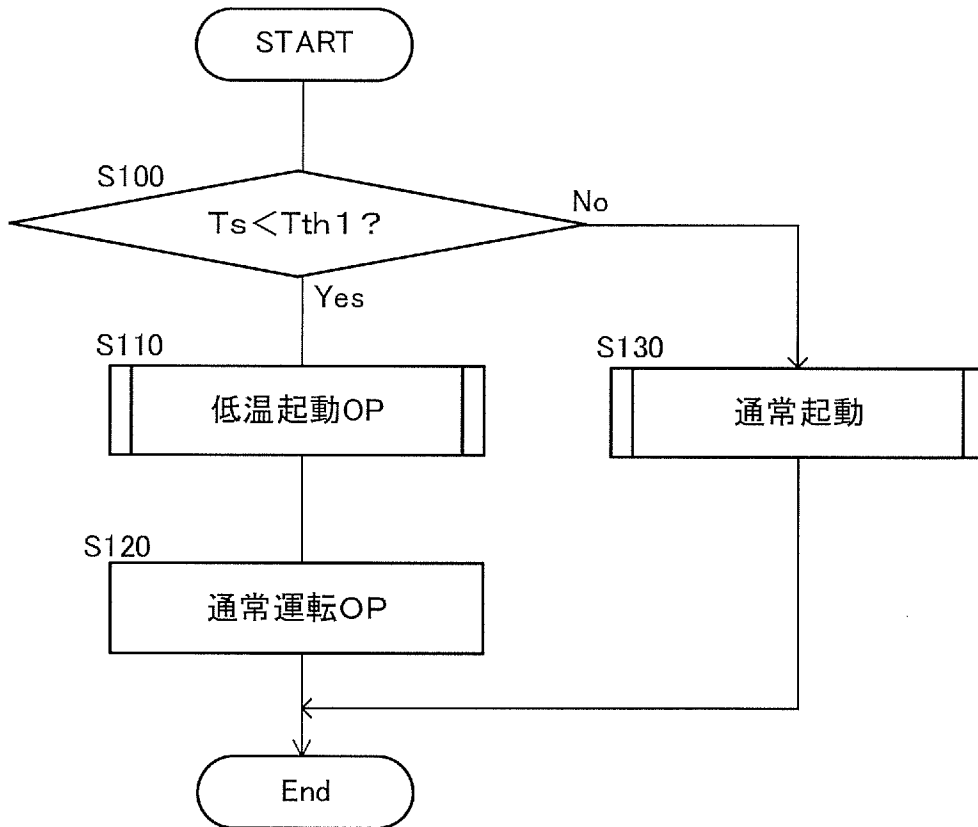 START
S100
Ts＜Tth1？
No
Yes
S110
低温起動OP
S130
通常起動
S120
通常運転OP
End